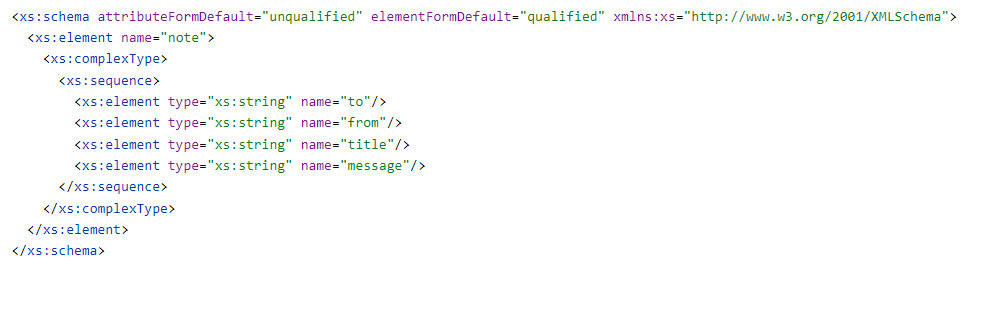 <xs:schema attributeFormDefault="unqualified" elementFormDefault="qualified" xmlns:xs="http://www.w3.org/2001/XMLSchema">
  <xs:element name="note">
    <xs:complexType>
      <xs:sequence>
        <xs:element type="xs:string" name="to"/>
        <xs:element type="xs:string" name="from"/>
        <xs:element type="xs:string" name="title"/>
        <xs:element type="xs:string" name="message"/>
      </xs:sequence>
    </xs:complexType>
  </xs:element>
</xs:schema>